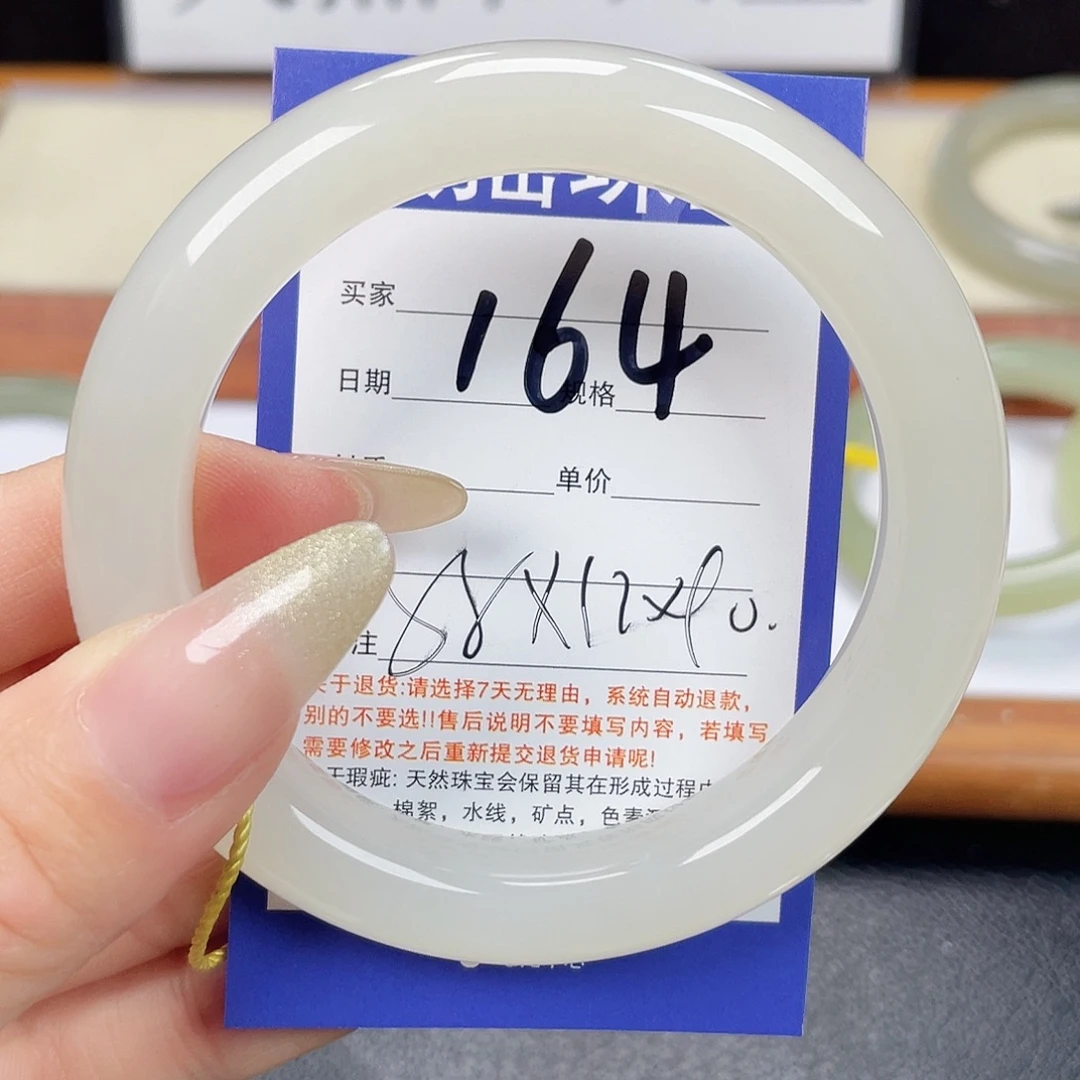 买家
164
日期 规格
单价
58X12X9.0.
注
于退货:请选择7天无理由，系统自动退款，
别的不要选!!售后说明不要填写内容，若填写
需要修改之后重新提交退货申请呢!
于瑕疵: 天然珠宝会保留其在形成过程
棉絮，水线，矿点，色素